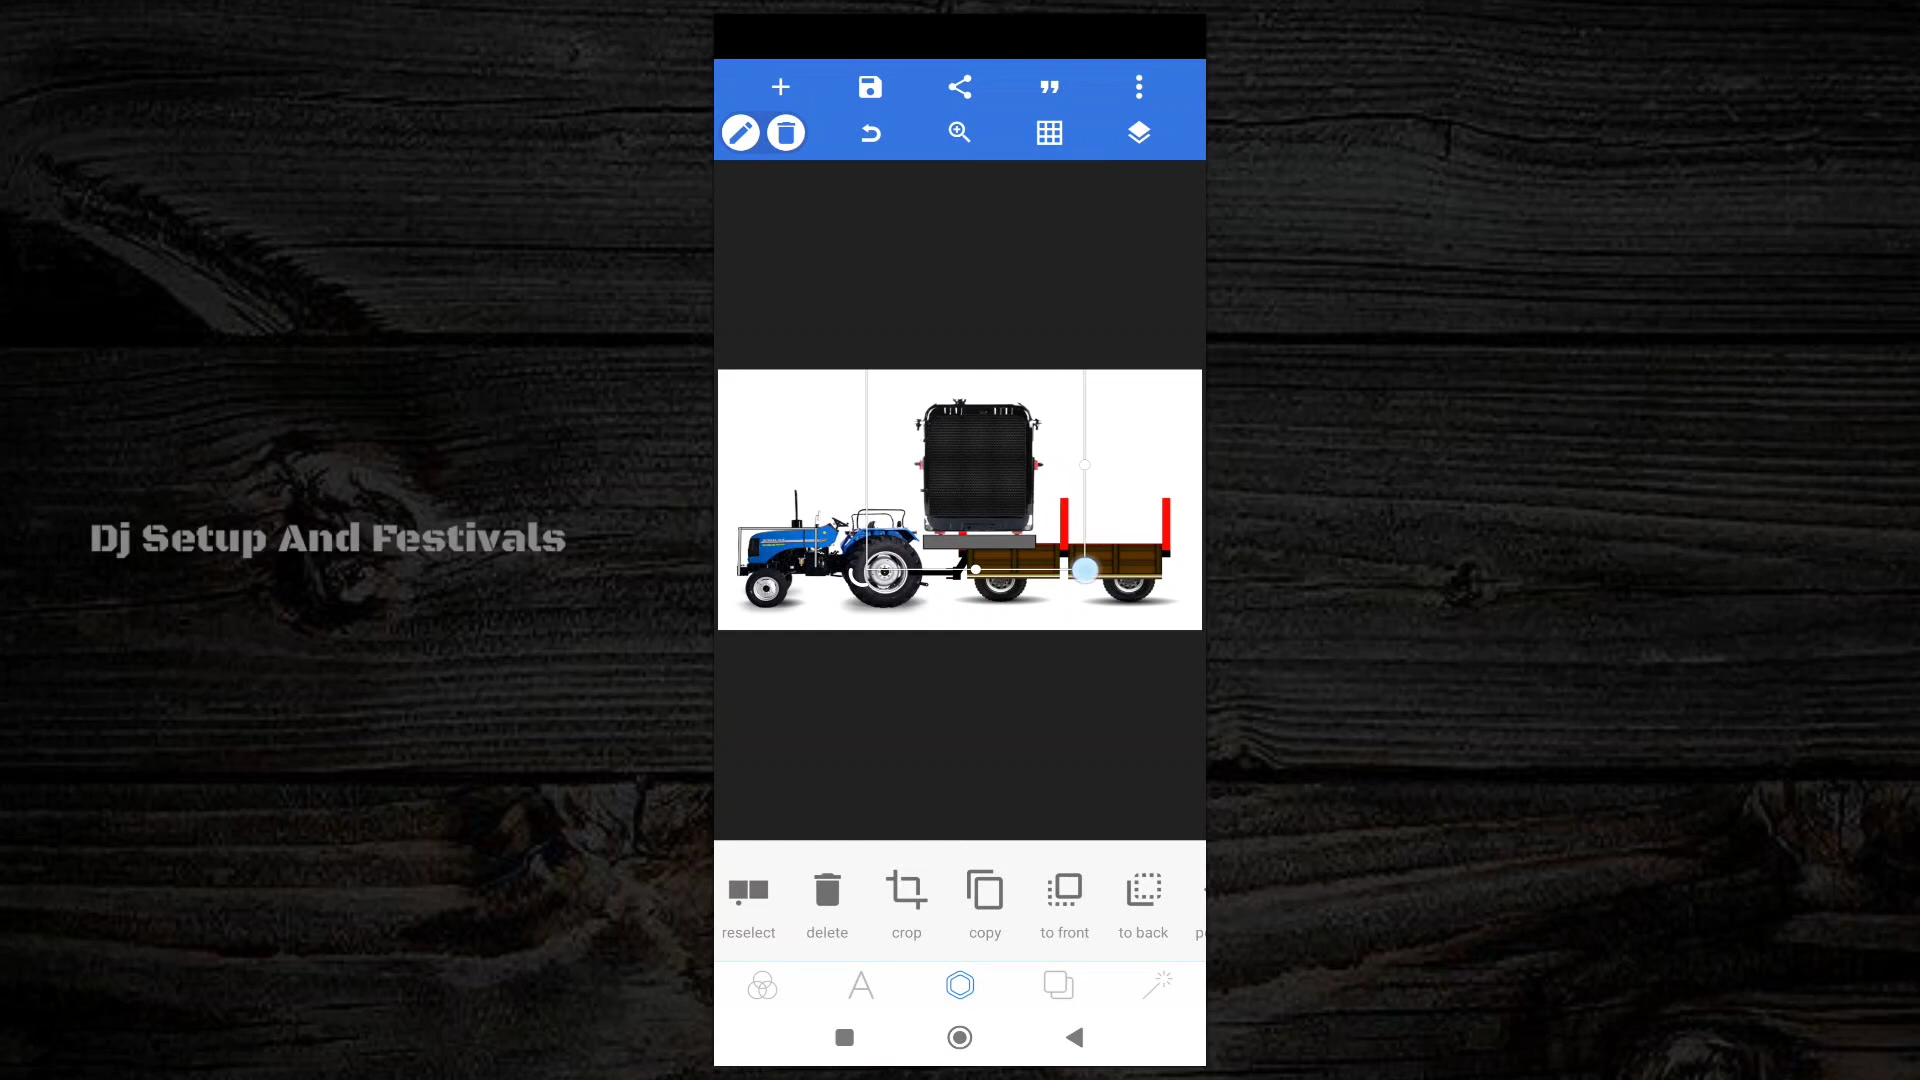 Dj Setup And Festivals
reselect
delete
crop
copy
to front
to back